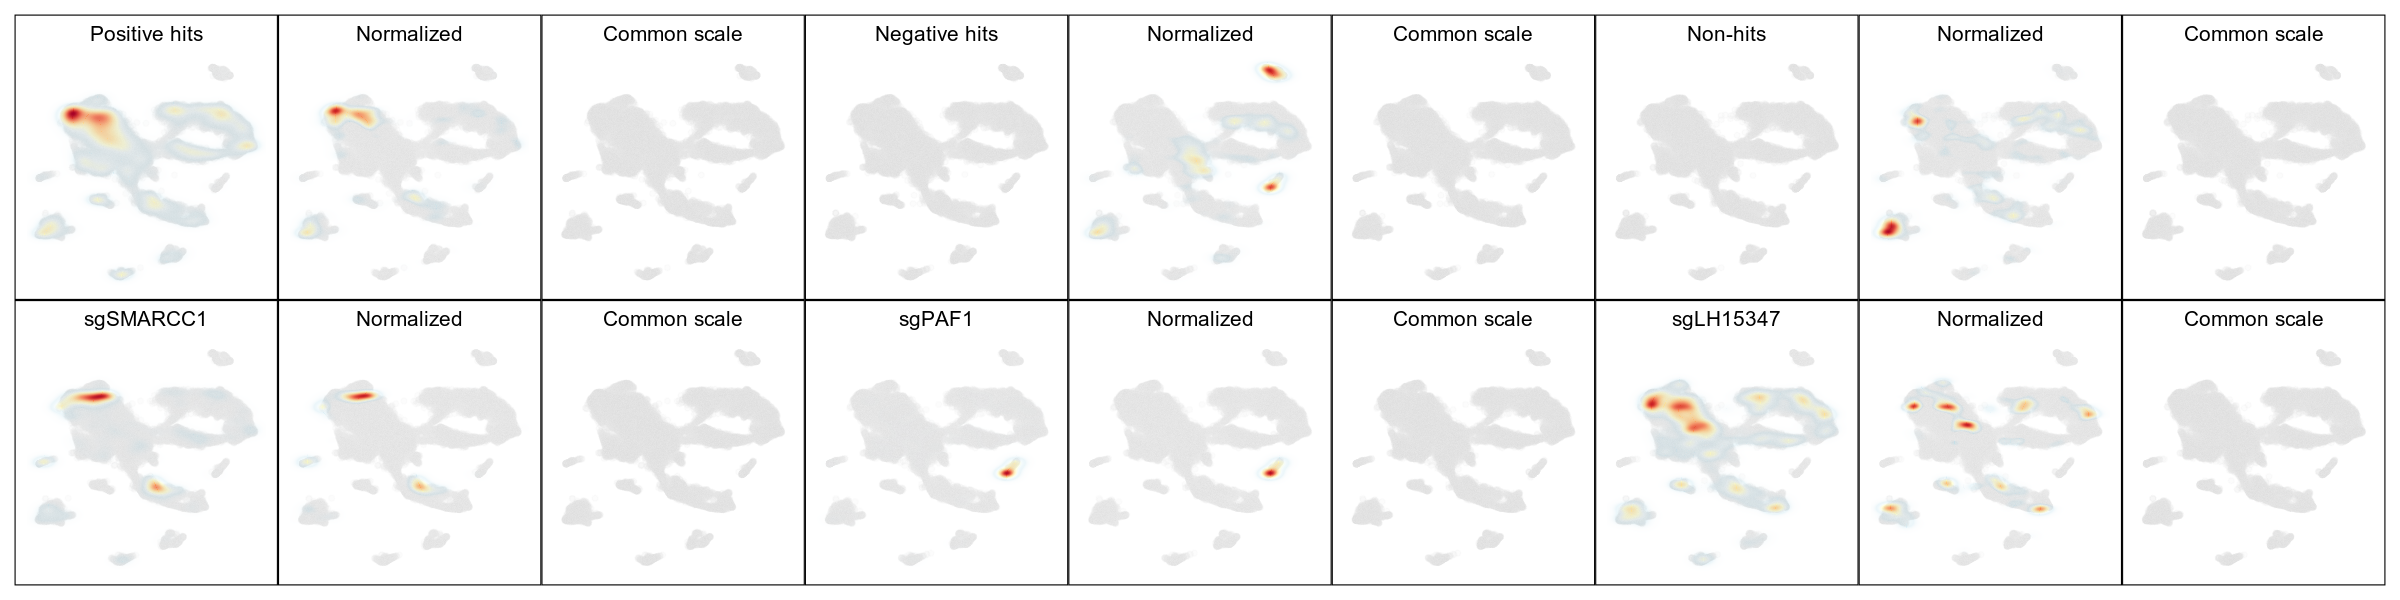 Positive hits
Normalized
Common scale
Negative hits
Normalized
Common scale
Non-hits
Normalized
Common scale
sgSMARCC1
Normalized
Common scale
sgPAF1
Normalized
Common scale
sgLH15347
Normalized
Common scale